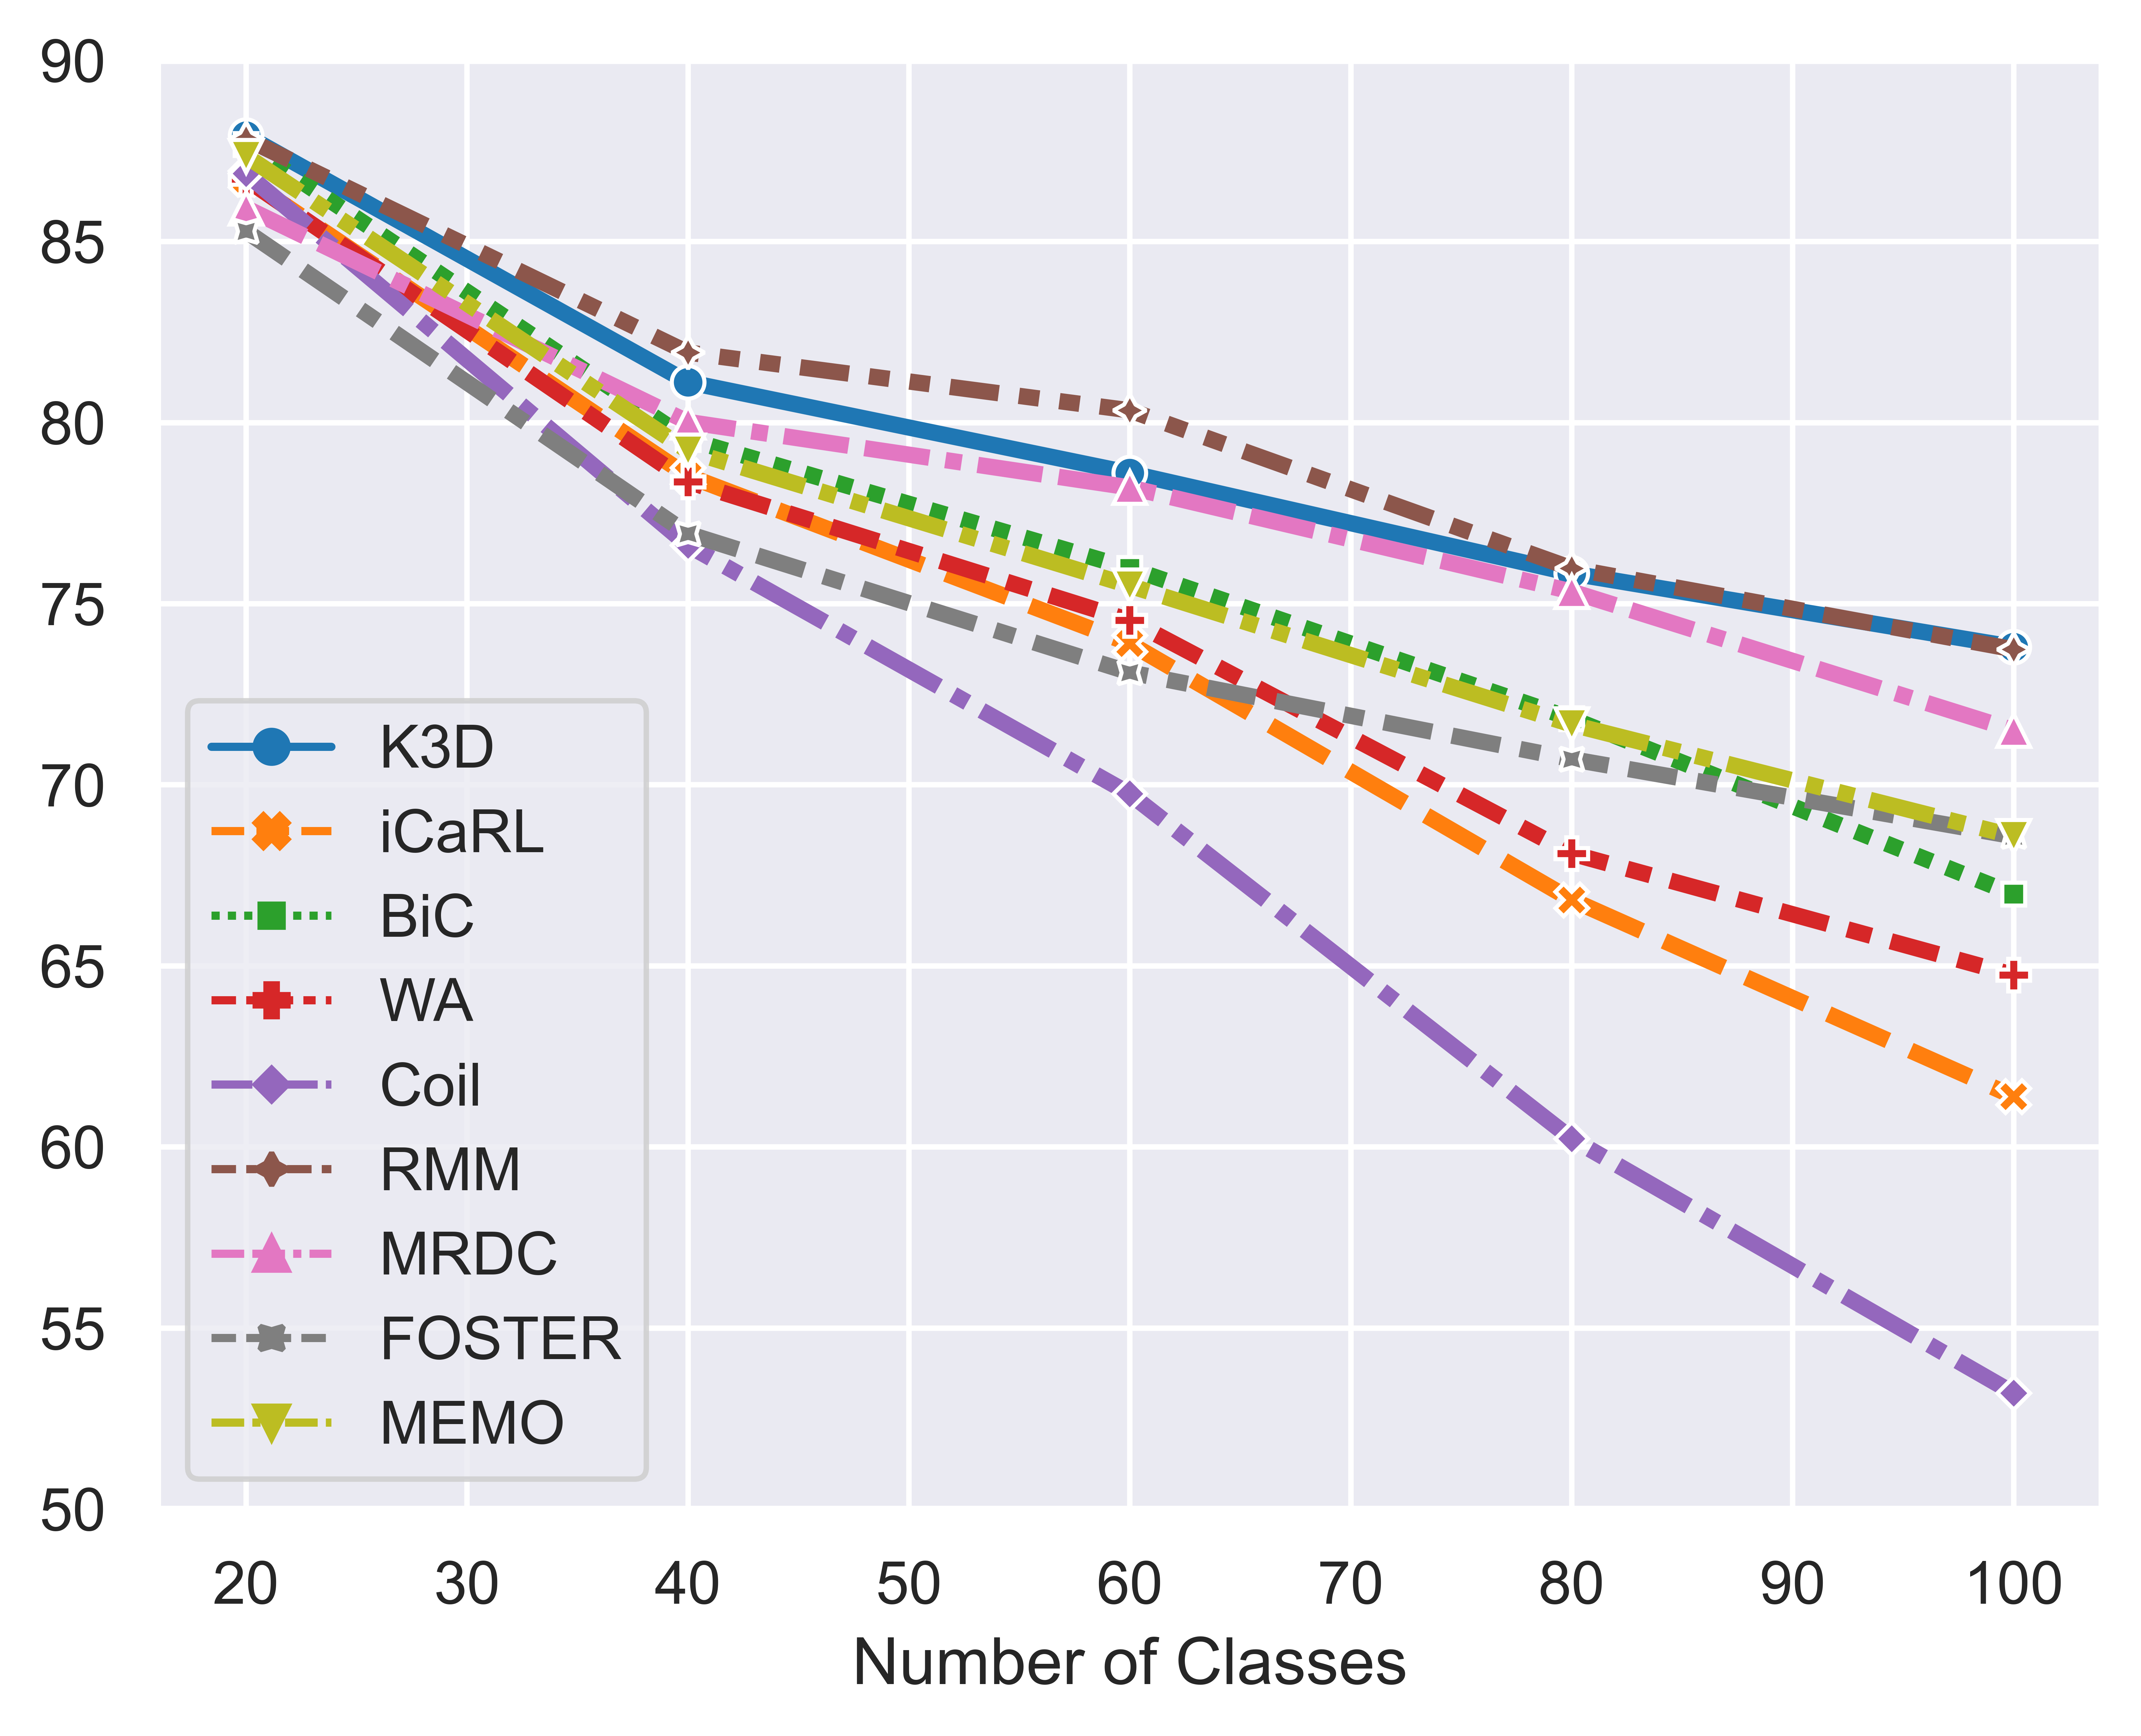 90
85
80
75
70
65
60
55
50
K3D
iCaRL
BiC
WA
Coil
RMM
MRDC
FOSTER
MEMO
20 30 40 50 60 70 80 90 100
Number of Classes